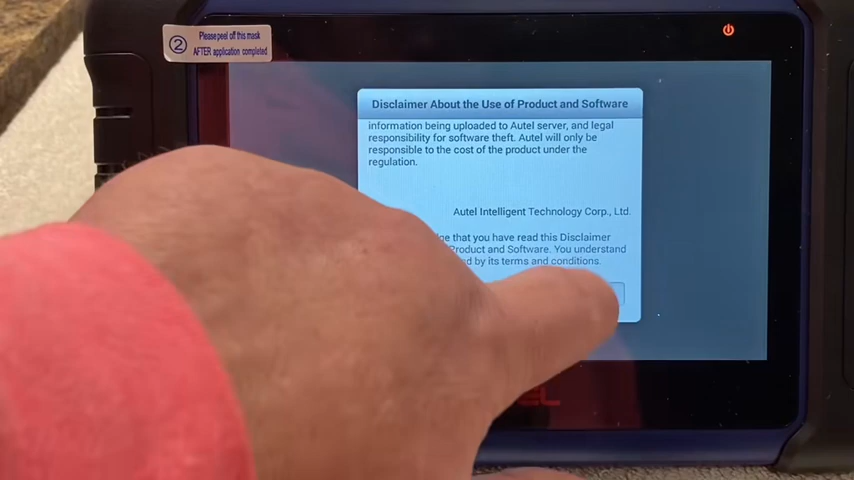 ② Please peel off this mask
AFTER application completed
Disclaimer About the Use of Product and Software
information being uploaded to Autel server, and legal
responsibility for software theft. Autel will only be
responsible to the cost of the product under the
regulation.
Autel Intelligent Technology Corp., Ltd.
that you have read this Disclaimer
Product and Software. You understand
by its terms and conditions.